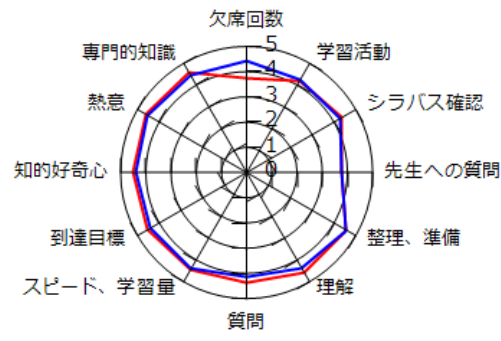 欠席回数
専門的知識
学習活動
熱意
シラバス確認
知的好奇心
先生への質問
到達目標
整理、準備
スピード、学習量
理解
質問
5
4
3
2
1
0